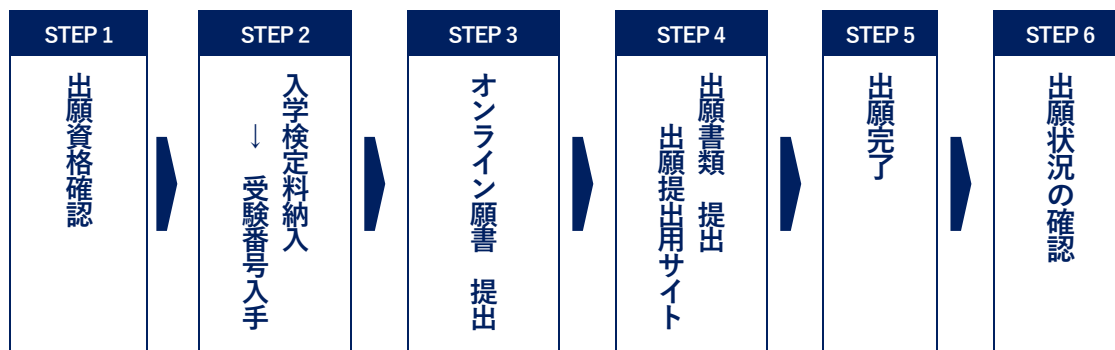 STEP 1
出願資格確認
STEP 2
入学検定料納入
↓ 受験番号入手
STEP 3
オンライン願書 提出
STEP 4
出願書類 提出
出願提出用サイト
STEP 5
出願完了
STEP 6
出願状況の確認